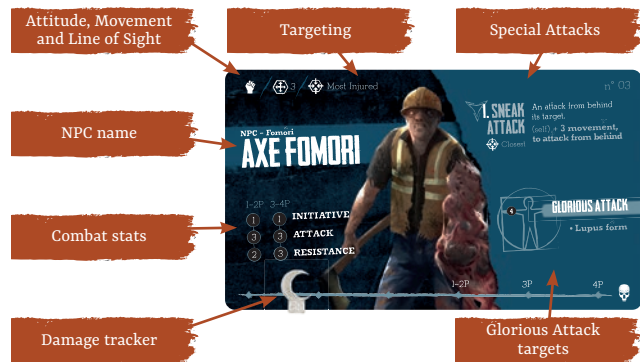 Attitude, Movement
and Line of Sight
Targeting
Special Attacks
3
Most Injured
n° 03
1. SNEAK
ATTACK
Closest
An attack from behind
its target.
(self) + 3 movement,
to attack from behind
NPC name
NPC - Fomori
AXE FOMORI
Combat stats
1-2P 3-4P
1 1 INITIATIVE
3 3 ATTACK
2 3 RESISTANCE
4
GLORIOUS ATTACK
• Lupus form
1-2P 3P 4P
Damage tracker
Glorious Attack
targets